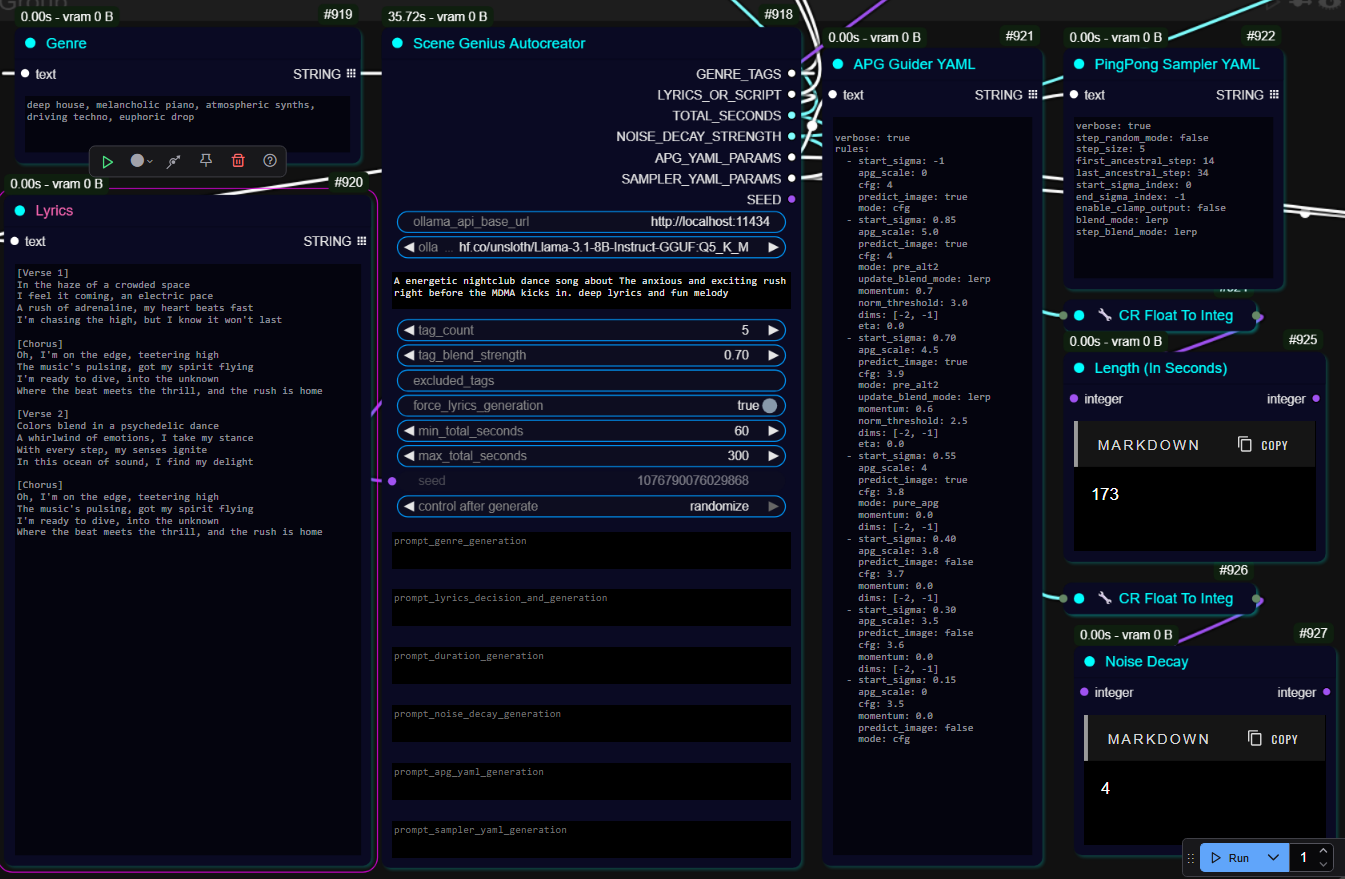 Group
0.00s - vram 0 B
#919
Genre
text
STRING
deep house, melancholic piano, atmospheric synths,
driving techno, euphoric drop
0.00s - vram 0 B
#920
Lyrics
text
STRING
[Verse 1]
In the haze of a crowded space
I feel it coming, an electric pace
A rush of adrenaline, my heart beats fast
I'm chasing the high, but I know it won't last
[Chorus]
Oh, I'm on the edge, teetering high
The music's pulsing, got my spirit flying
I'm ready to dive, into the unknown
Where the beat meets the thrill, and the rush is home
[Verse 2]
Colors blend in a psychedelic dance
A whirlwind of emotions, I take my stance
With every step, my senses ignite
In this ocean of sound, I find my delight
[Chorus]
Oh, I'm on the edge, teetering high
The music's pulsing, got my spirit flying
I'm ready to dive, into the unknown
Where the beat meets the thrill, and the rush is home
35.72s - vram 0 B
#918
Scene Genius Autocreator
GENRE_TAGS
LYRICS_OR_SCRIPT
TOTAL_SECONDS
NOISE_DECAY_STRENGTH
APG_YAML_PARAMS
SAMPLER_YAML_PARAMS
SEED
ollama_api_base_url http://localhost:11434
olla ... hf.co/unsloth/Llama-3.1-8B-Instruct-GGUF:Q5_K_M
A energetic nightclub dance song about The anxious and exciting rush
right before the MDMA kicks in. deep lyrics and fun melody
tag_count 5
tag_blend_strength 0.70
excluded_tags
force_lyrics_generation true
min_total_seconds 60
max_total_seconds 300
seed 1076790076029868
control after generate randomize
prompt_genre_generation
prompt_lyrics_decision_and_generation
prompt_duration_generation
prompt_noise_decay_generation
prompt_apg_yaml_generation
prompt_sampler_yaml_generation
0.00s - vram 0 B
#921
APG Guider YAML
text
STRING
verbose: true
rules:
- start_sigma: -1
apg_scale: 0
cfg: 4
predict_image: true
mode: cfg
- start_sigma: 0.85
apg_scale: 5.0
predict_image: true
cfg: 4
mode: pre_alt2
update_blend_mode: lerp
momentum: 0.7
norm_threshold: 3.0
dims: [-2, -1]
eta: 0.0
- start_sigma: 0.70
apg_scale: 4.5
predict_image: true
cfg: 3.9
mode: pre_alt2
update_blend_mode: lerp
momentum: 0.6
norm_threshold: 2.5
dims: [-2, -1]
eta: 0.0
- start_sigma: 0.55
apg_scale: 4
predict_image: true
cfg: 3.8
mode: pure_apg
momentum: 0.0
dims: [-2, -1]
- start_sigma: 0.40
apg_scale: 3.8
predict_image: false
cfg: 3.7
momentum: 0.0
dims: [-2, -1]
- start_sigma: 0.30
apg_scale: 3.5
predict_image: false
cfg: 3.6
momentum: 0.0
dims: [-2, -1]
- start_sigma: 0.15
apg_scale: 0
cfg: 3.5
momentum: 0.0
predict_image: false
mode: cfg
0.00s - vram 0 B
#922
PingPong Sampler YAML
text
STRING
verbose: true
step_random_mode: false
step_size: 5
first_ancestral_step: 14
last_ancestral_step: 34
start_sigma_index: 0
end_sigma_index: -1
enable_clamp_output: false
blend_mode: lerp
step_blend_mode: lerp
CR Float To Integ
0.00s - vram 0 B
#925
Length (In Seconds)
integer
integer
MARKDOWN
COPY
173
#926
CR Float To Integ
0.00s - vram 0 B
#927
Noise Decay
integer
integer
MARKDOWN
COPY
4
Run
1